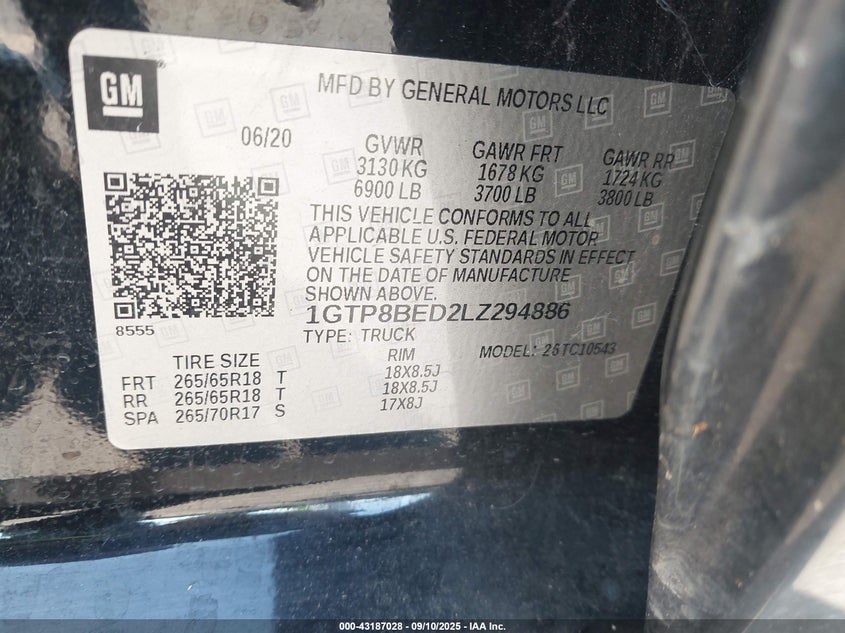 GM
MFD BY GENERAL MOTORS LLC
06/20
GVWR
3130 KG
6900 LB
GAWR FRT
1678 KG
3700 LB
GAWR RR
1724 KG
3800 LB
THIS VEHICLE CONFORMS TO ALL
APPLICABLE U.S. FEDERAL MOTOR
VEHICLE SAFETY STANDARDS IN EFFECT
ON THE DATE OF MANUFACTURE
SHOWN ABOVE.
8555
1GTP8BED2LZ294886
TYPE: TRUCK
MODEL: 26TC10543
TIRE SIZE RIM
FRT 265/65R18 T 18X8.5J
RR 265/65R18 T 18X8.5J
SPA 265/70R17 S 17X8J
000-43187028 - 09/10/2025 - IAA Inc.